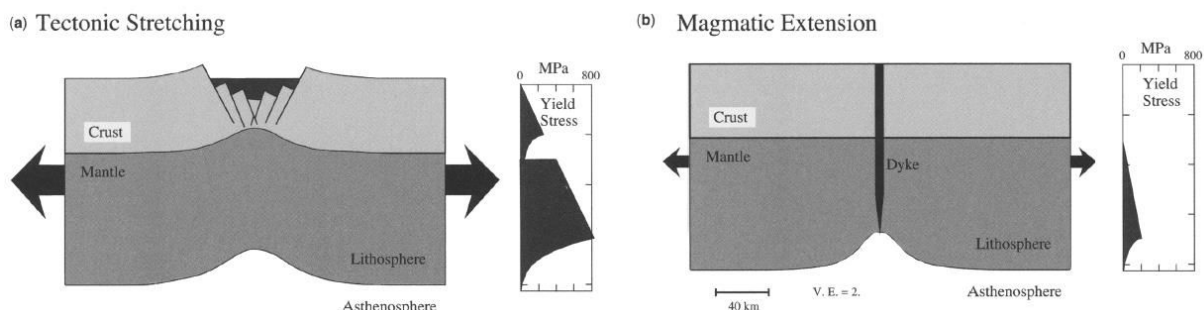 (a) Tectonic Stretching
MPa
0 800
Yield
Stress
Crust
Mantle
Lithosphere
Asthenosphere
(b) Magmatic Extension
MPa
0 800
Yield
Stress
Crust
Mantle
Dyke
Lithosphere
40 km
V. E. = 2.
Asthenosphere